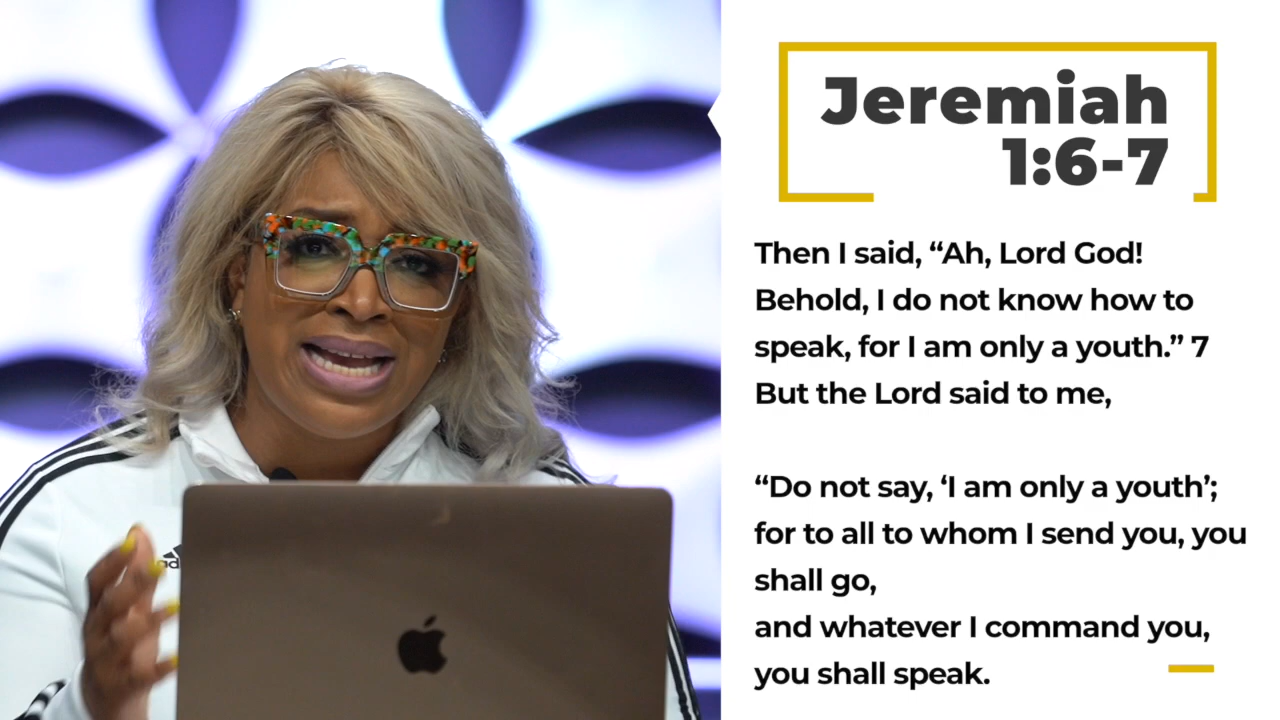 Jeremiah
1:6-7
Then I said, “Ah, Lord God!
Behold, I do not know how to
speak, for I am only a youth.” 7
But the Lord said to me,
“Do not say, ‘I am only a youth’;
for to all to whom I send you, you
shall go,
and whatever I command you,
you shall speak.
ad